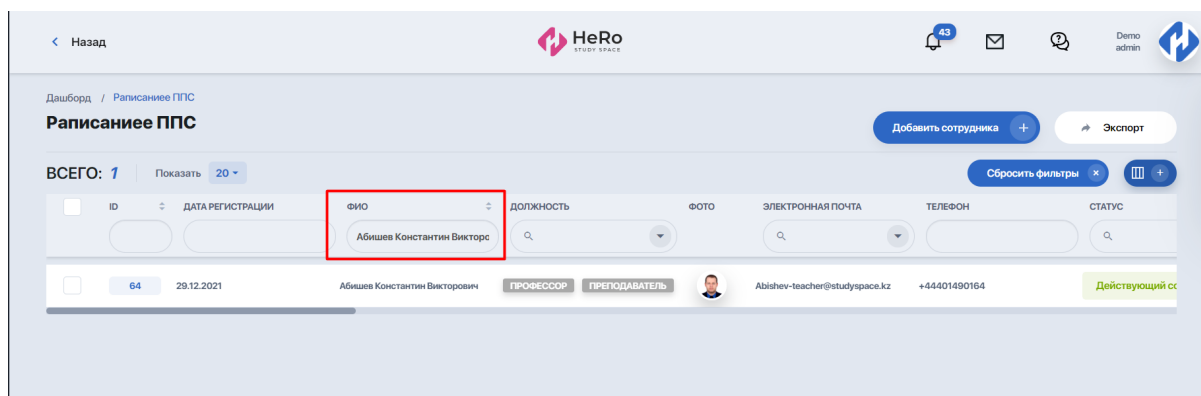 Назад
HeRo
STUDY SPACE
43
Demo
admin
Дашборд / Раписаниее ППС
Раписаниее ППС
Добавить сотрудника +
Экспорт
ВСЕГО: 1 Показать 20
Сбросить фильтры ×
+
ID ДАТА РЕГИСТРАЦИИ ФИО ДОЛЖНОСТЬ ФОТО ЭЛЕКТРОННАЯ ПОЧТА ТЕЛЕФОН СТАТУС
Абишев Константин Викторо
64 29.12.2021 Абишев Константин Викторович ПРОФЕССОР ПРЕПОДАВАТЕЛЬ Abishev-teacher@studyspace.kz +44401490164 Действующий со